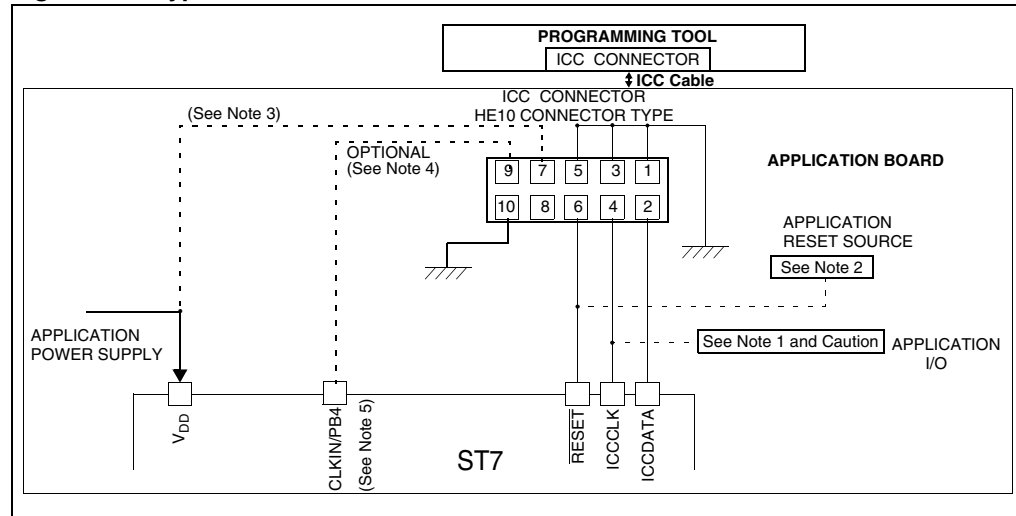 PROGRAMMING TOOL
ICC CONNECTOR
ICC Cable
ICC CONNECTOR
HE10 CONNECTOR TYPE
(See Note 3)
OPTIONAL
(See Note 4)
APPLICATION BOARD
9 7 5 3 1
10 8 6 4 2
APPLICATION
RESET SOURCE
See Note 2
APPLICATION
POWER SUPPLY
See Note 1 and Caution
APPLICATION
I/O
VDD
CLKIN/PB4
(See Note 5)
RESET
ICCCLK
ICCDATA
ST7